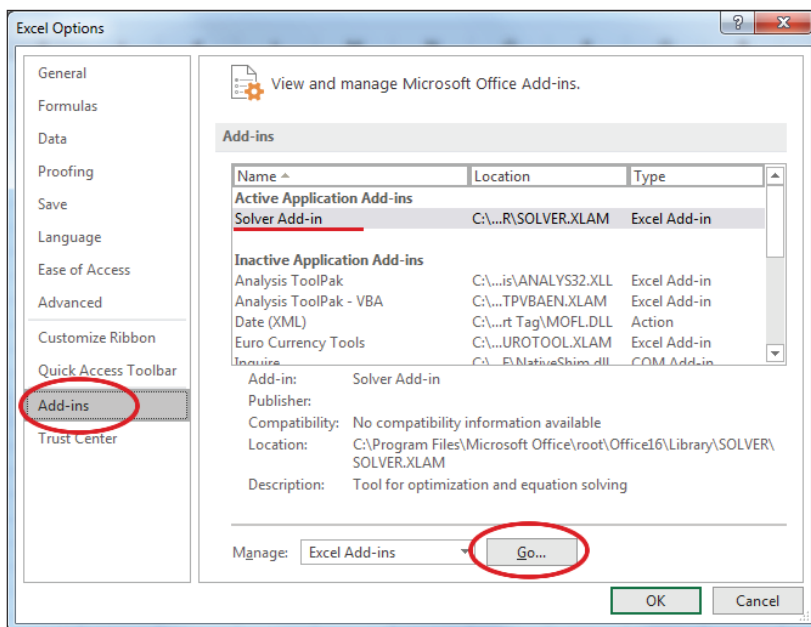 Excel Options
General
Formulas
Data
Proofing
Save
Language
Ease of Access
Advanced
Customize Ribbon
Quick Access Toolbar
Add-ins
Trust Center
View and manage Microsoft Office Add-ins.
Add-ins
Name Location Type
Active Application Add-ins
Solver Add-in C:\...R\SOLVER.XLAM Excel Add-in
Inactive Application Add-ins
Analysis ToolPak C:\...is\ANALYS32.XLL Excel Add-in
Analysis ToolPak - VBA C:\...TPVBAEN.XLAM Excel Add-in
Date (XML) C:\...rt Tag\MOFL.DLL Action
Euro Currency Tools C:\...UROTOOL.XLAM Excel Add-in
Inquire C:\...F\NativeShim.dll COM Add-in
Add-in: Solver Add-in
Publisher:
Compatibility: No compatibility information available
Location: C:\Program Files\Microsoft Office\root\Office16\Library\SOLVER\
SOLVER.XLAM
Description: Tool for optimization and equation solving
Manage: Excel Add-ins Go...
OK Cancel